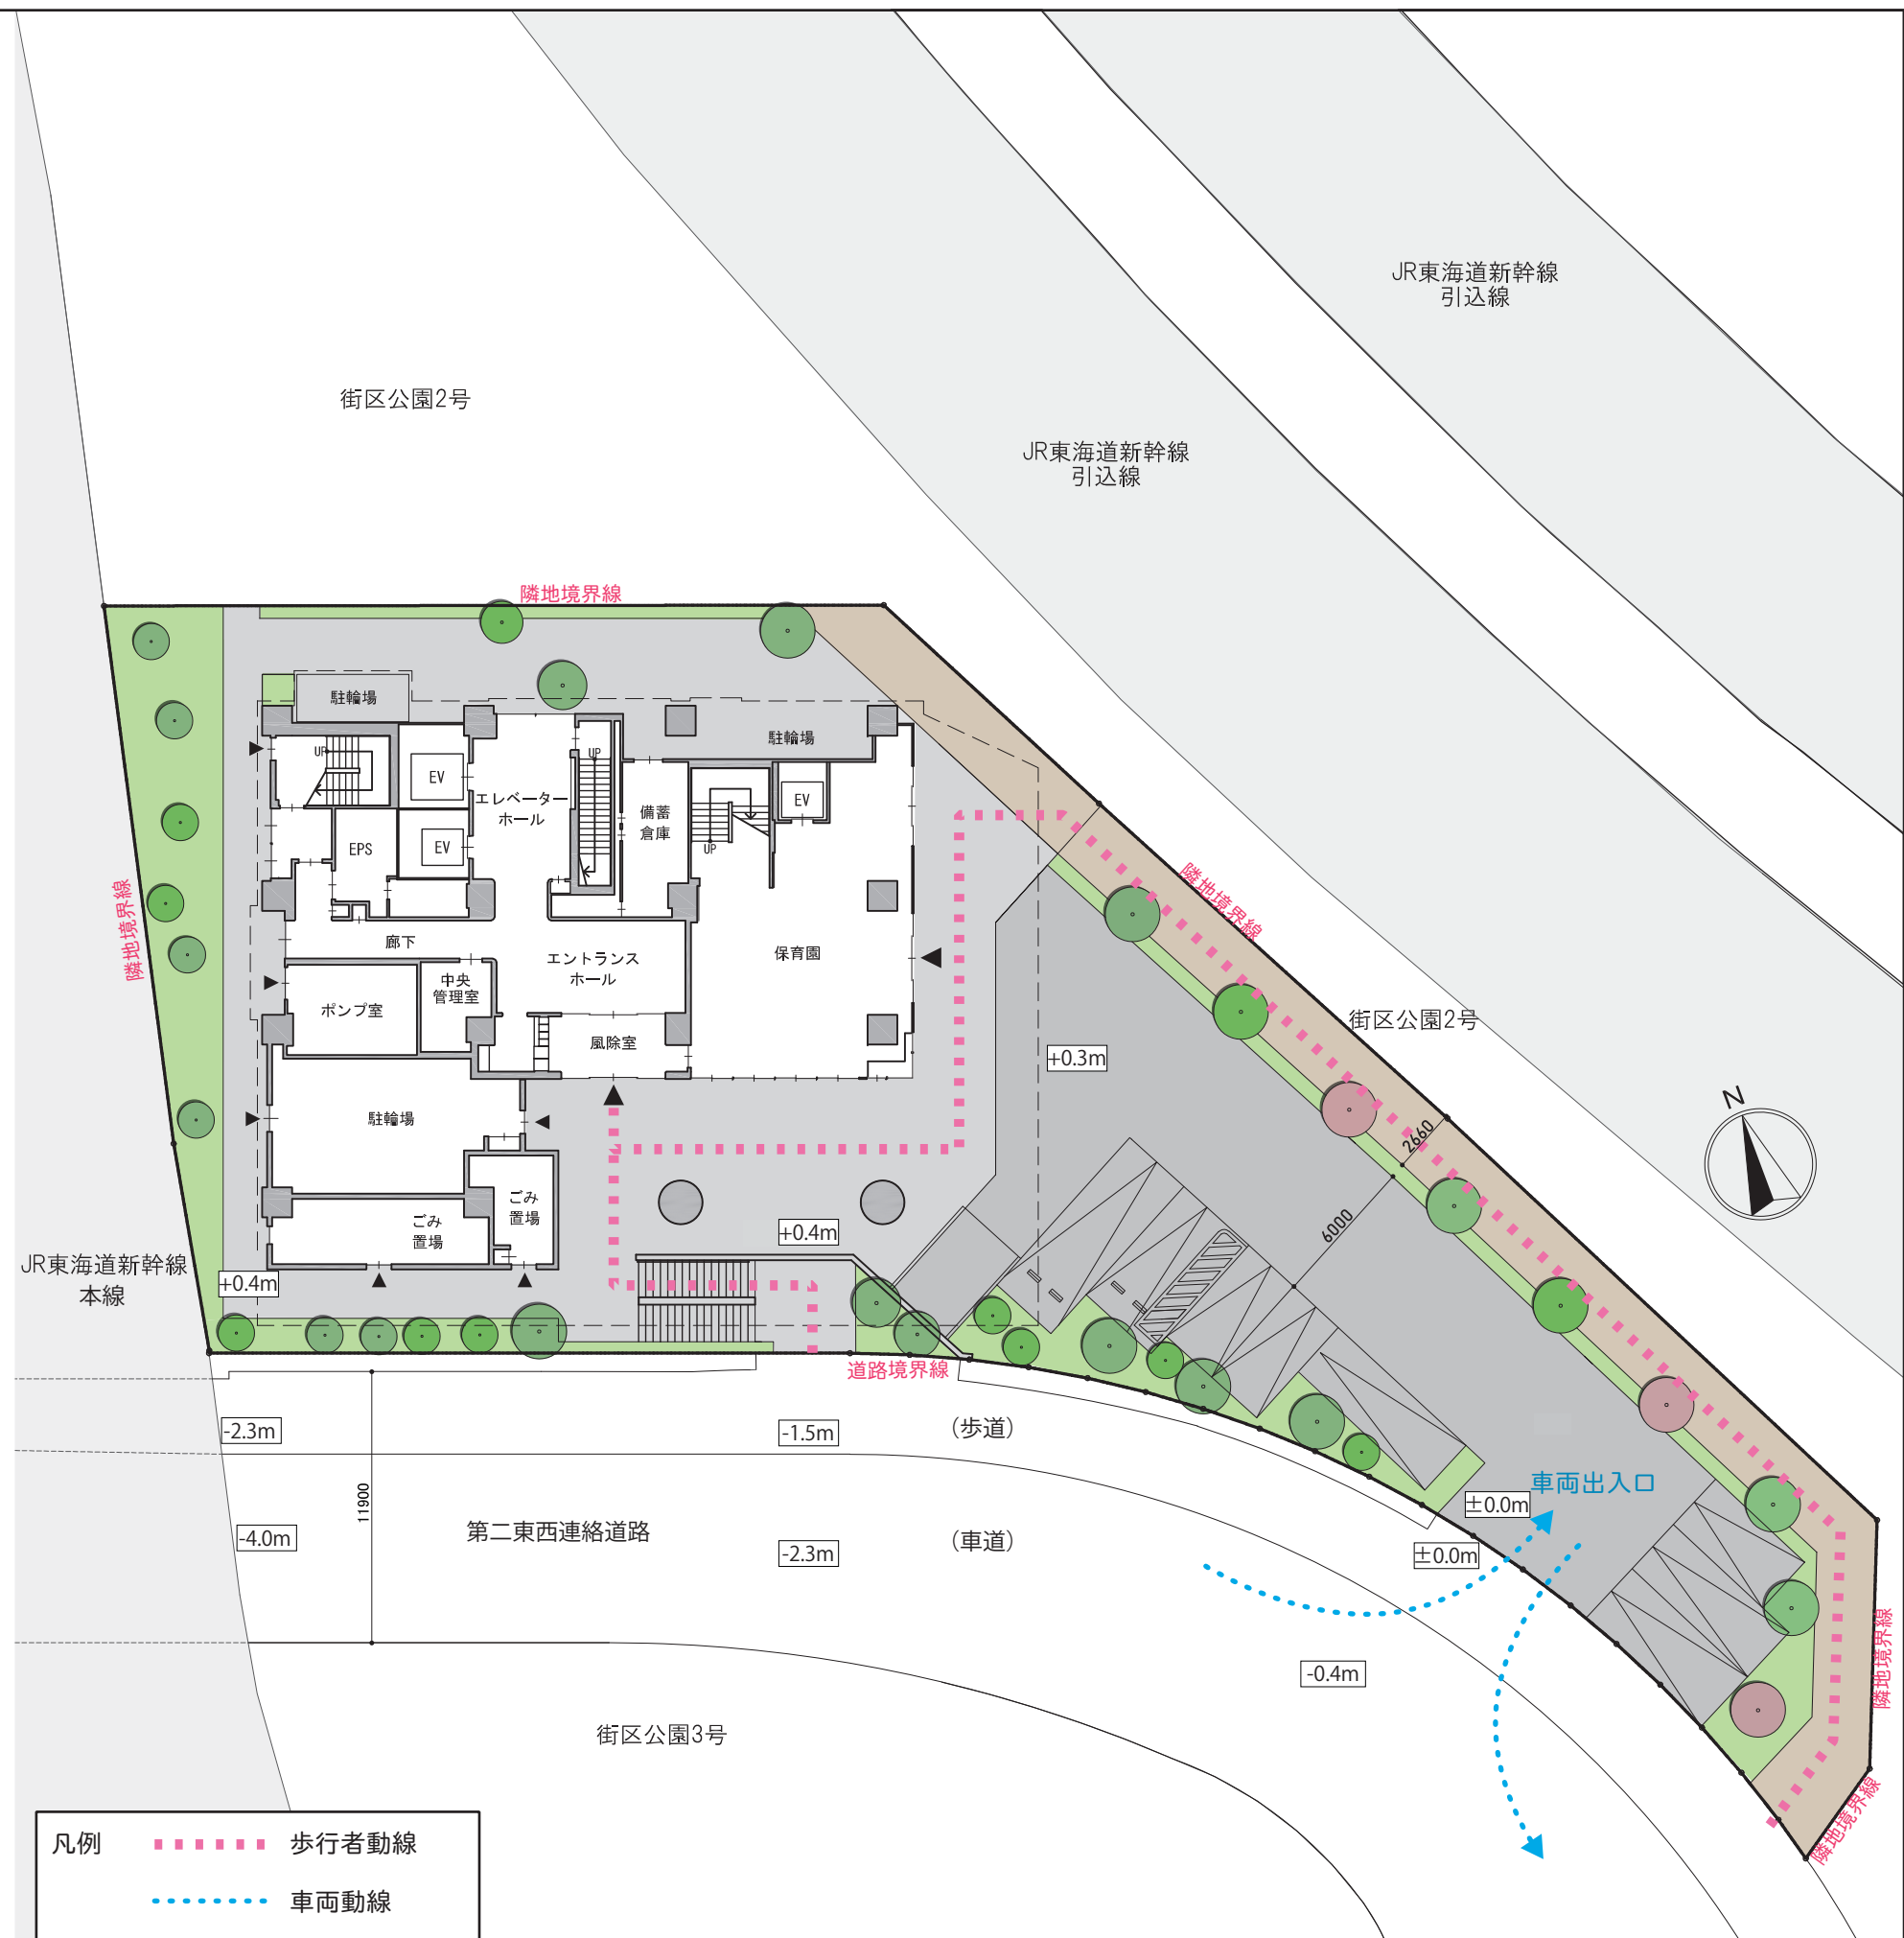 JR東海道新幹線
引込線
街区公園2号
JR東海道新幹線
引込線
隣地境界線
駐輪場
駐輪場
UP
EV
UP
エレベーター
ホール
備蓄
倉庫
EV
EPS
EV
UP
隣地境界線
隣地境界線
廊下
エントランス
ホール
保育園
中央
管理室
ポンプ室
風除室
街区公園2号
+0.3m
N
駐輪場
2660
ごみ
置場
ごみ
置場
+0.4m
6000
JR東海道新幹線
本線
+0.4m
道路境界線
-2.3m
-1.5m
(歩道)
車両出入口
±0.0m
11900
-4.0m
第二東西連絡道路
-2.3m
(車道)
±0.0m
隣地境界線
-0.4m
街区公園3号
隣地境界線
凡例
歩行者動線
車両動線